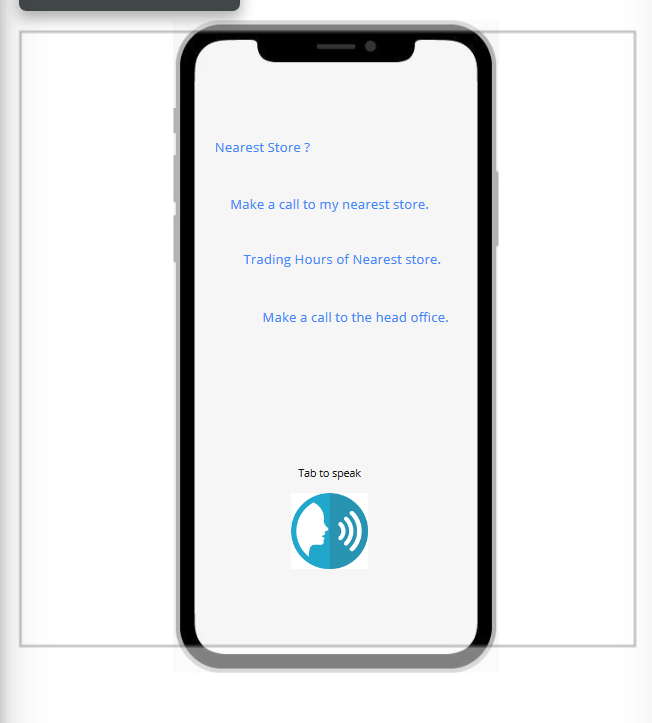 Nearest Store ?
Make a call to my nearest store.
Trading Hours of Nearest store.
Make a call to the head office.
Tab to speak